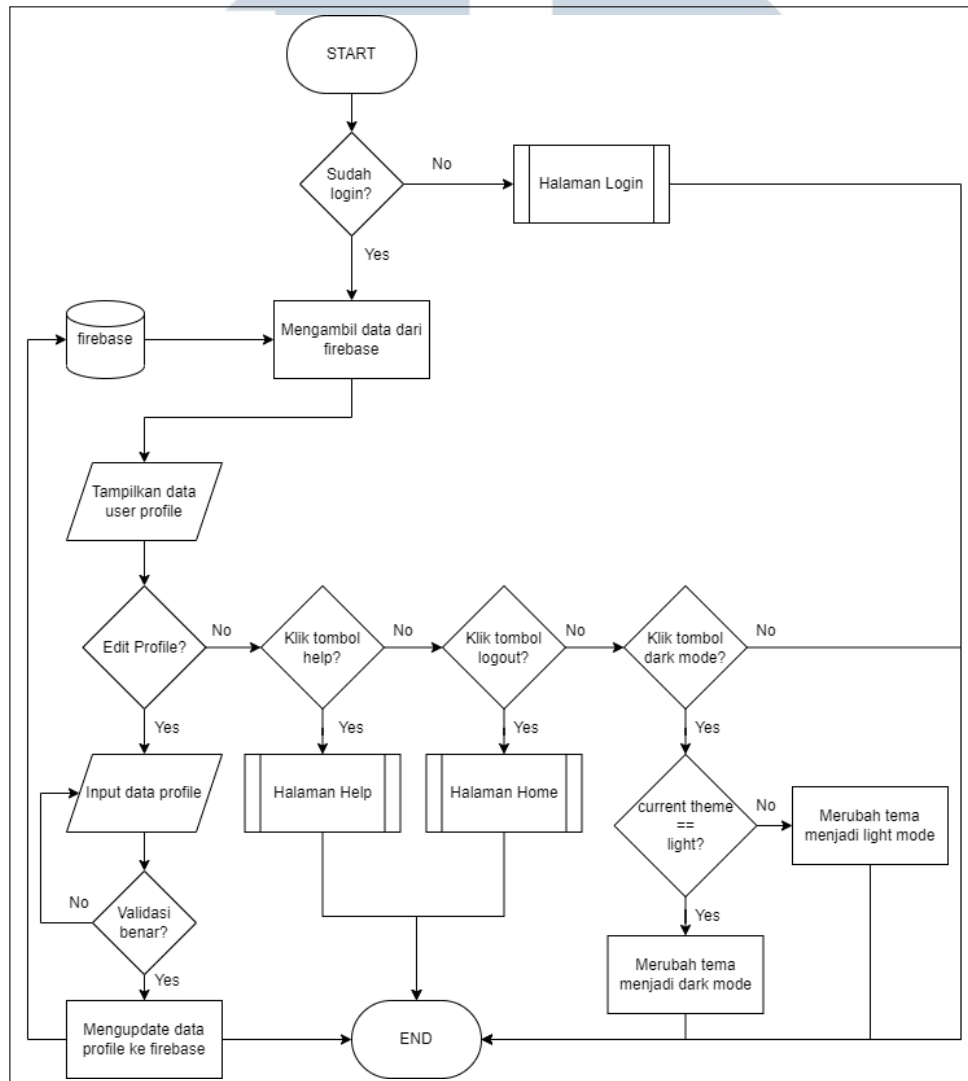 START
Sudah
login?
No
Halaman Login
Yes
firebase
Mengambil data dari
firebase
Tampilkan data
user profile
Edit Profile?
No
Klik tombol
help?
No
Klik tombol
logout?
No
Klik tombol
dark mode?
No
Yes
Yes
Yes
Yes
Input data profile
Halaman Help
Halaman Home
current theme
==
light?
No
Merubah tema
menjadi light mode
No
Validasi
benar?
Yes
Yes
Merubah tema
menjadi dark mode
Mengupdate data
profile ke firebase
END